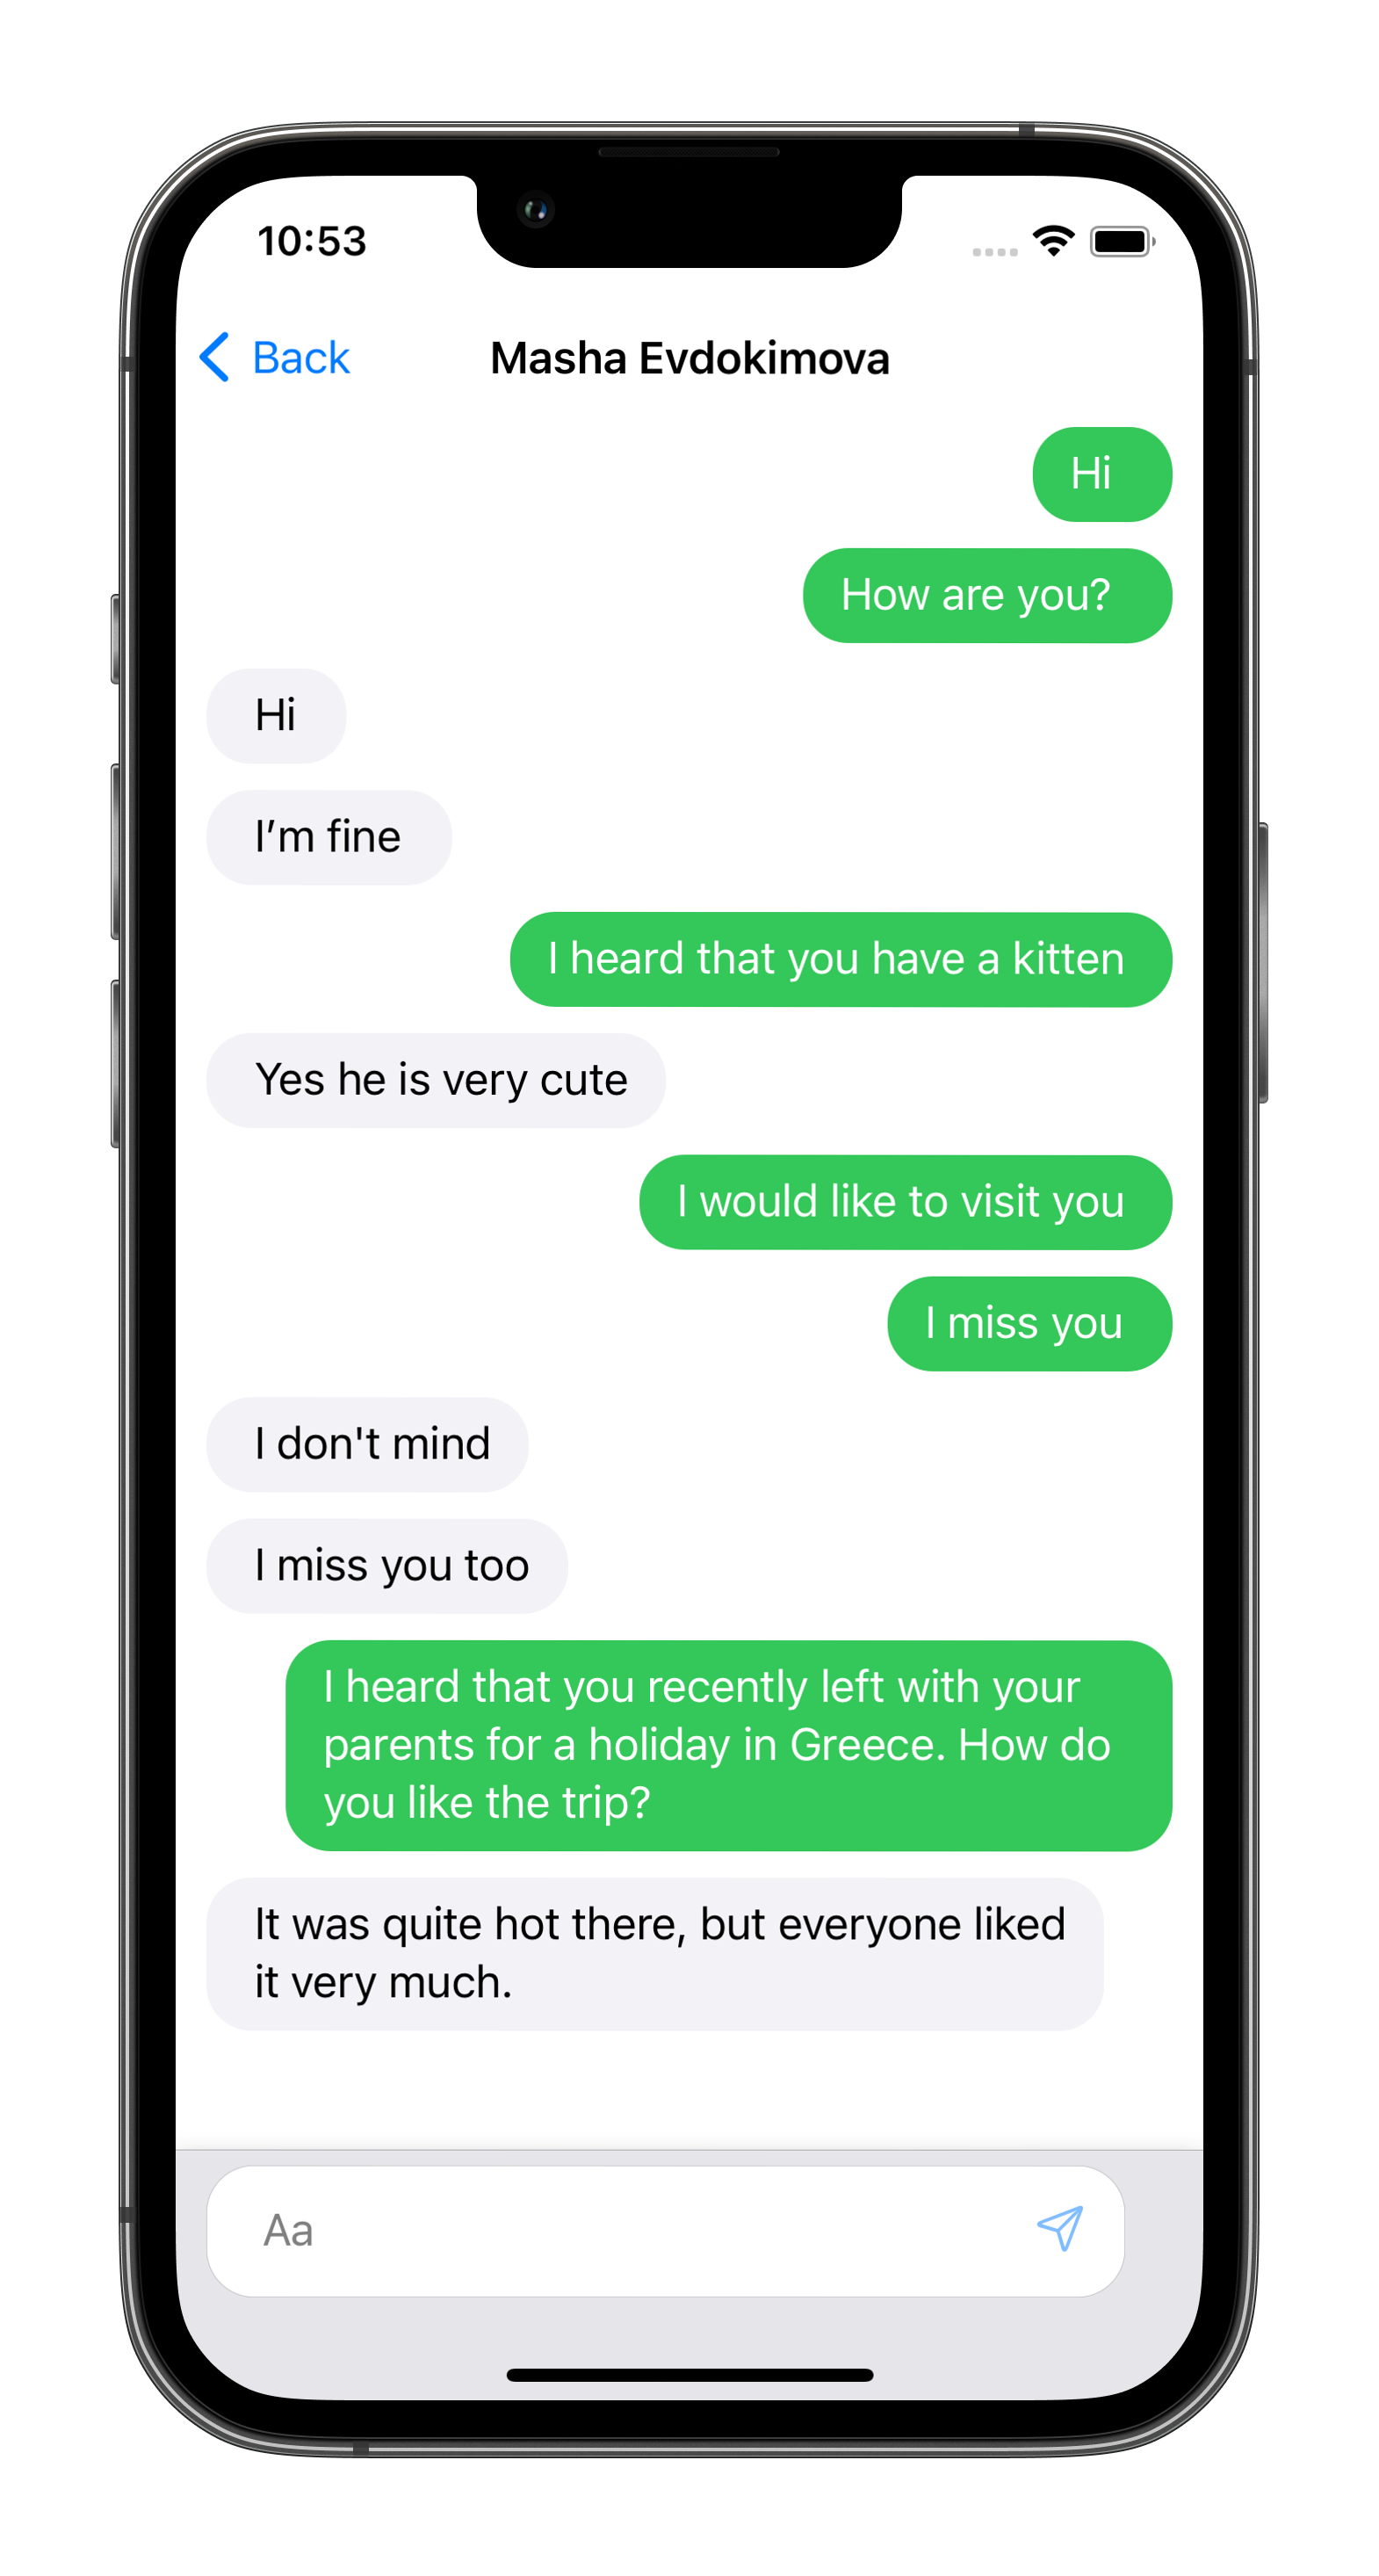 10:53
Back
Masha Evdokimova
Hi
How are you?
Hi
I’m fine
I heard that you have a kitten
Yes he is very cute
I would like to visit you
I miss you
I don't mind
I miss you too
I heard that you recently left with your
parents for a holiday in Greece. How do
you like the trip?
It was quite hot there, but everyone liked
it very much.
Aa